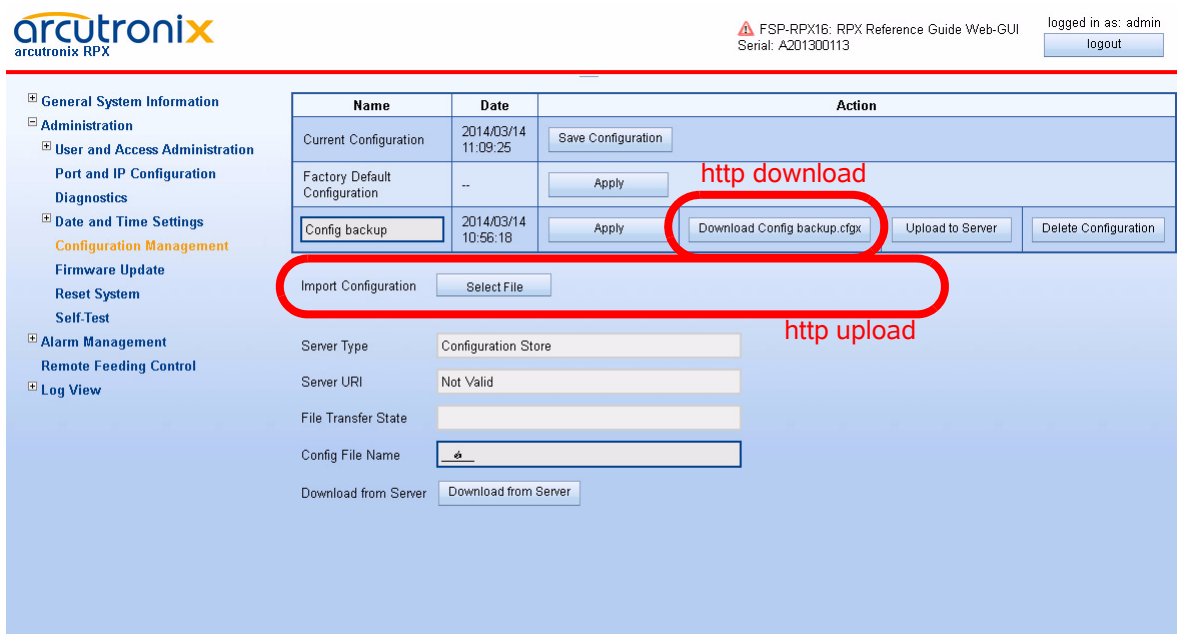 arcutronix
arcutronix RPX
FSP-RPX16: RPX Reference Guide Web-GUI
Serial: A201300113
logged in as: admin
logout
General System Information
Administration
User and Access Administration
Port and IP Configuration
Diagnostics
Date and Time Settings
Configuration Management
Firmware Update
Reset System
Self-Test
Alarm Management
Remote Feeding Control
Log View
Name Date Action
Current Configuration 2014/03/14 11:09:25 Save Configuration
Factory Default Configuration -- Apply
http download
Config backup 2014/03/14 10:56:18 Apply Download Config backup.cfgx Upload to Server Delete Configuration
Import Configuration Select File
http upload
Server Type Configuration Store
Server URI Not Valid
File Transfer State
Config File Name
Download from Server Download from Server